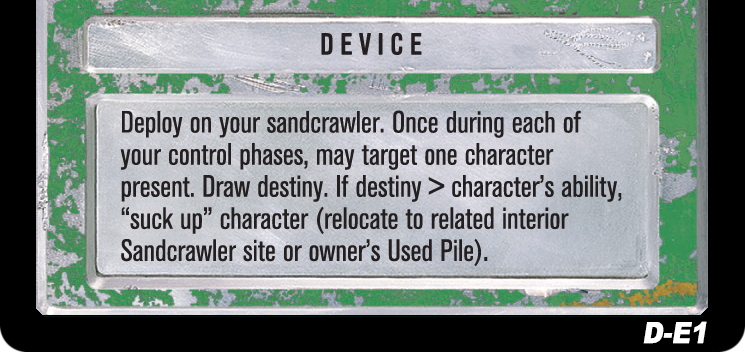 DEVICE
Deploy on your sandcrawler. Once during each of
your control phases, may target one character
present. Draw destiny. If destiny > character's ability,
“suck up” character (relocate to related interior
Sandcrawler site or owner's Used Pile).
D-E1